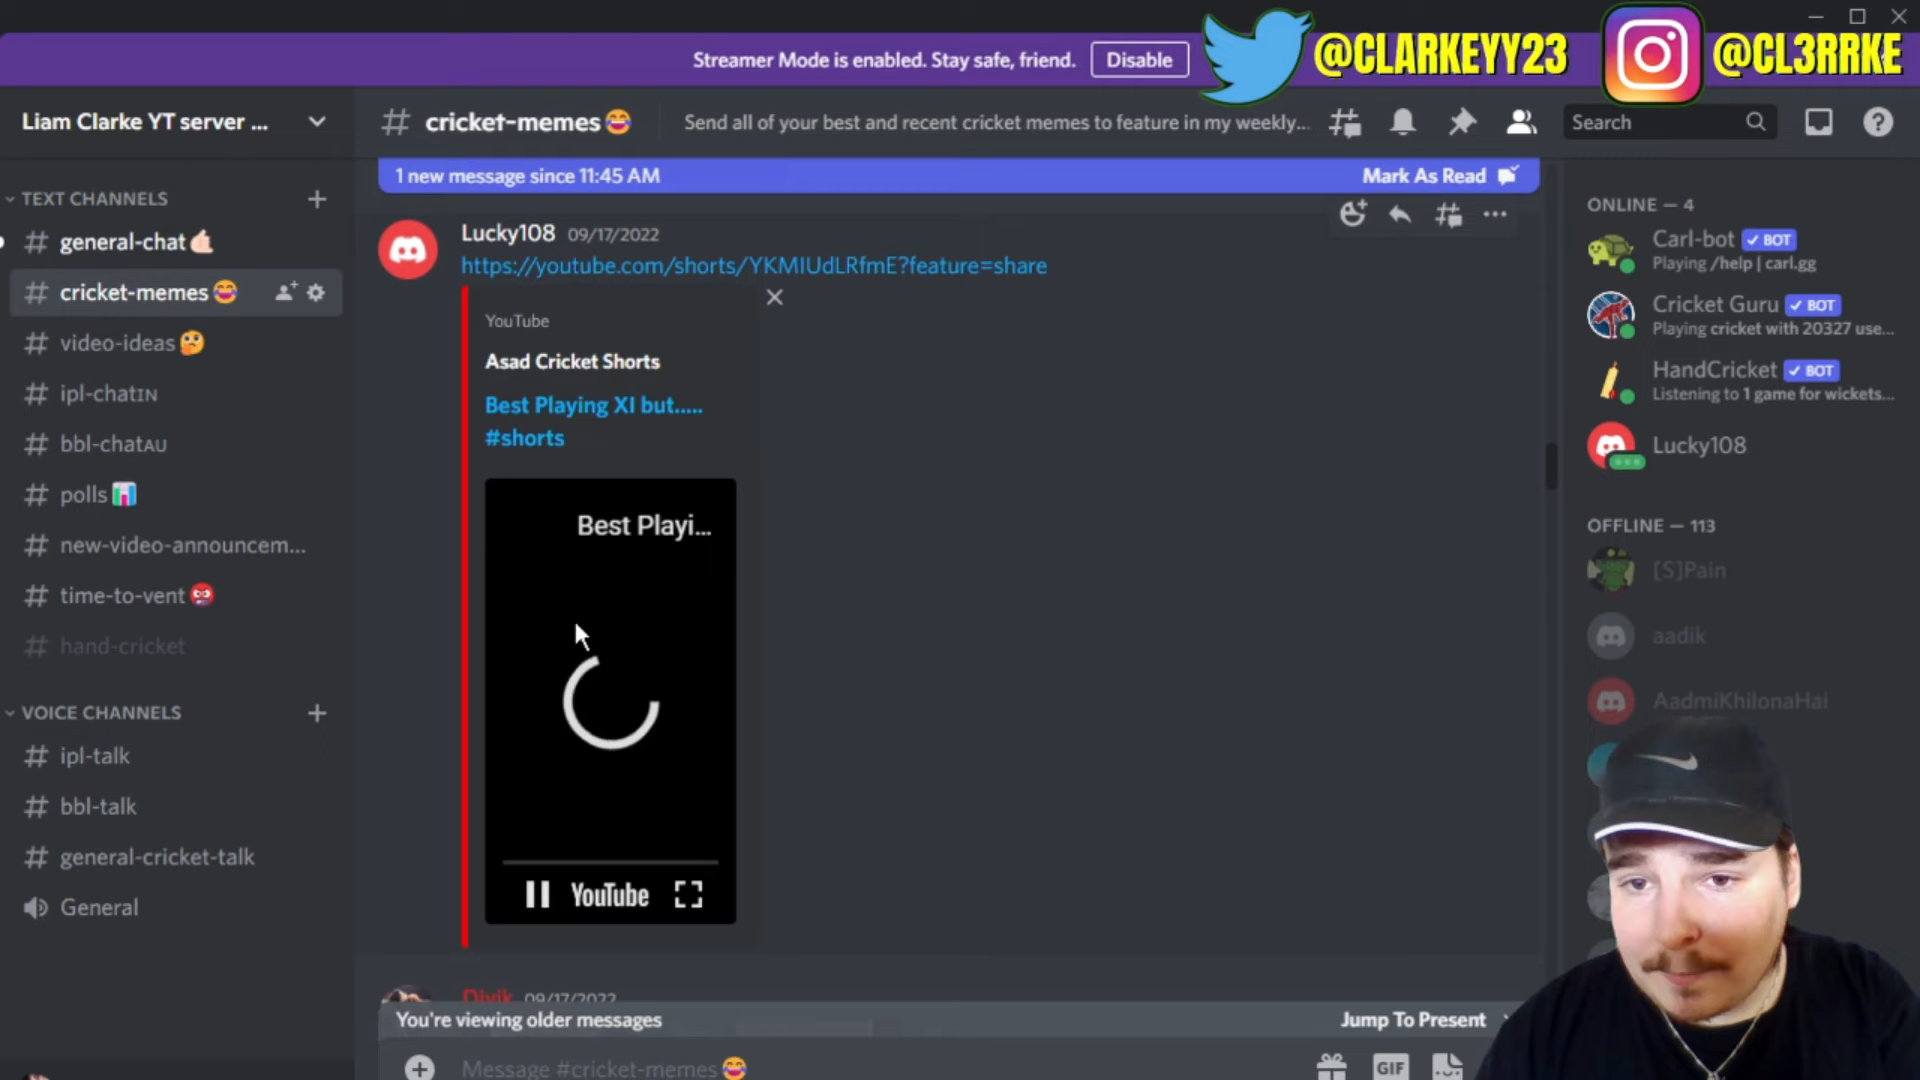 Streamer Mode is enabled. Stay safe, friend.
Disable
@CLARKEYY23
@CL3RRKE
Liam Clarke YT server ...
cricket-memes😂
Send all of your best and recent cricket memes to feature in my weekly...
Search
1 new message since 11:45 AM
Mark As Read
TEXT CHANNELS
general-chat🤙🏻
cricket-memes😂
video-ideas🤔
ipl-chatIN
bbl-chatAU
polls📊
new-video-announcem...
time-to-vent👹
hand-cricket
VOICE CHANNELS
ipl-talk
bbl-talk
general-cricket-talk
General
Lucky108 09/17/2022
https://youtube.com/shorts/YKMIUdLRfmE?feature=share
YouTube
Asad Cricket Shorts
Best Playing XI but.....
#shorts
Best Playi...
YouTube
Divik 09/17/2022
You're viewing older messages
Jump To Present
Message #cricket-memes😂
GIF
ONLINE — 4
Carl-bot ✓ BOT
Playing /help | carl.gg
Cricket Guru ✓ BOT
Playing cricket with 20327 use...
HandCricket ✓ BOT
Listening to 1 game for wickets...
Lucky108
OFFLINE — 113
[S]Pain
aadik
AadmiKhilonaHai